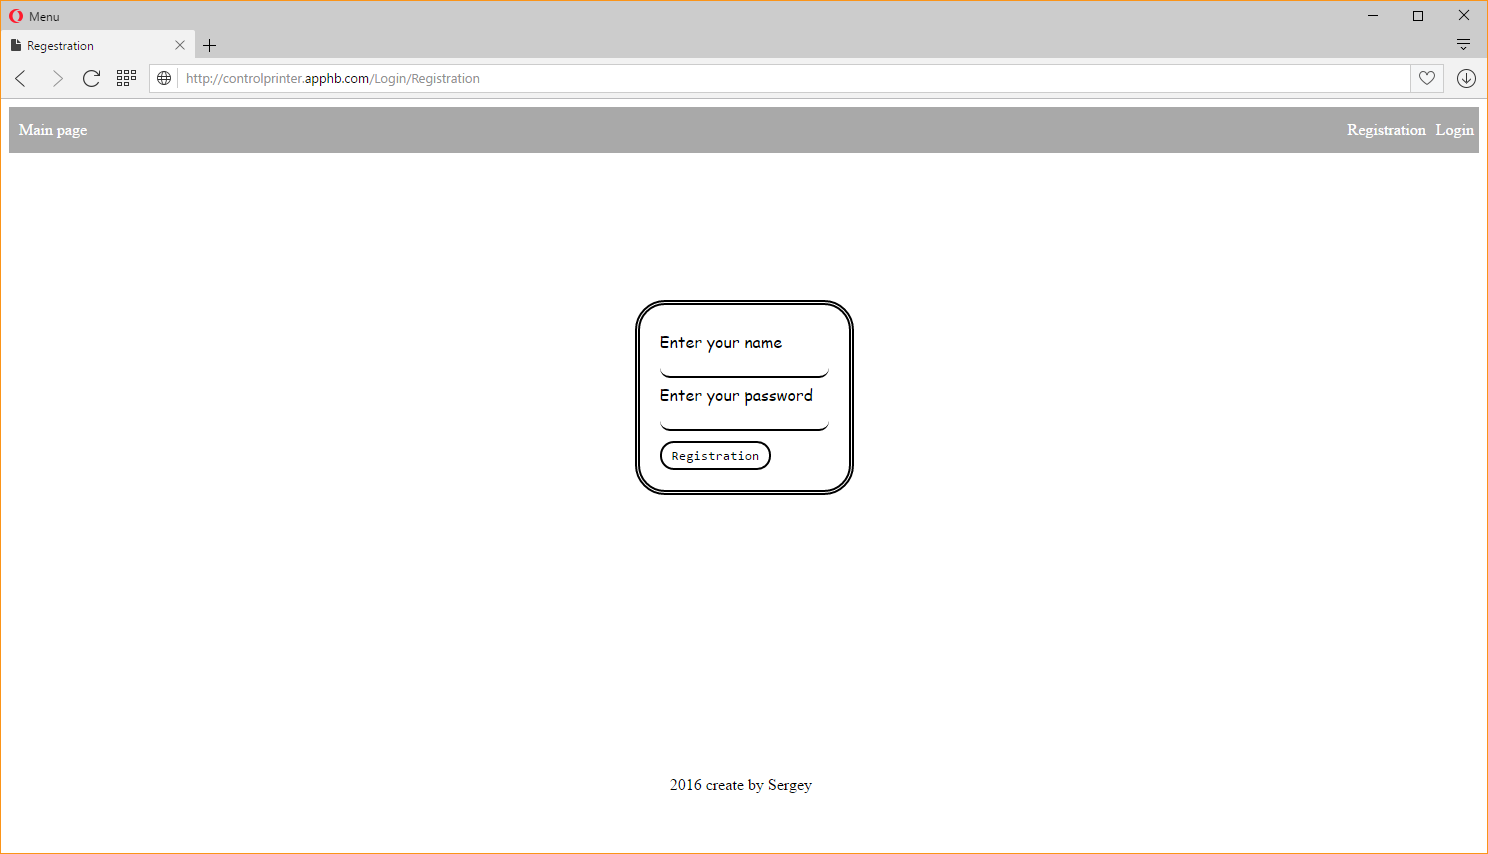 Menu
Regestration
http://controlprinter.apphb.com/Login/Registration
Main page
Registration Login
Enter your name
Enter your password
Registration
2016 create by Sergey